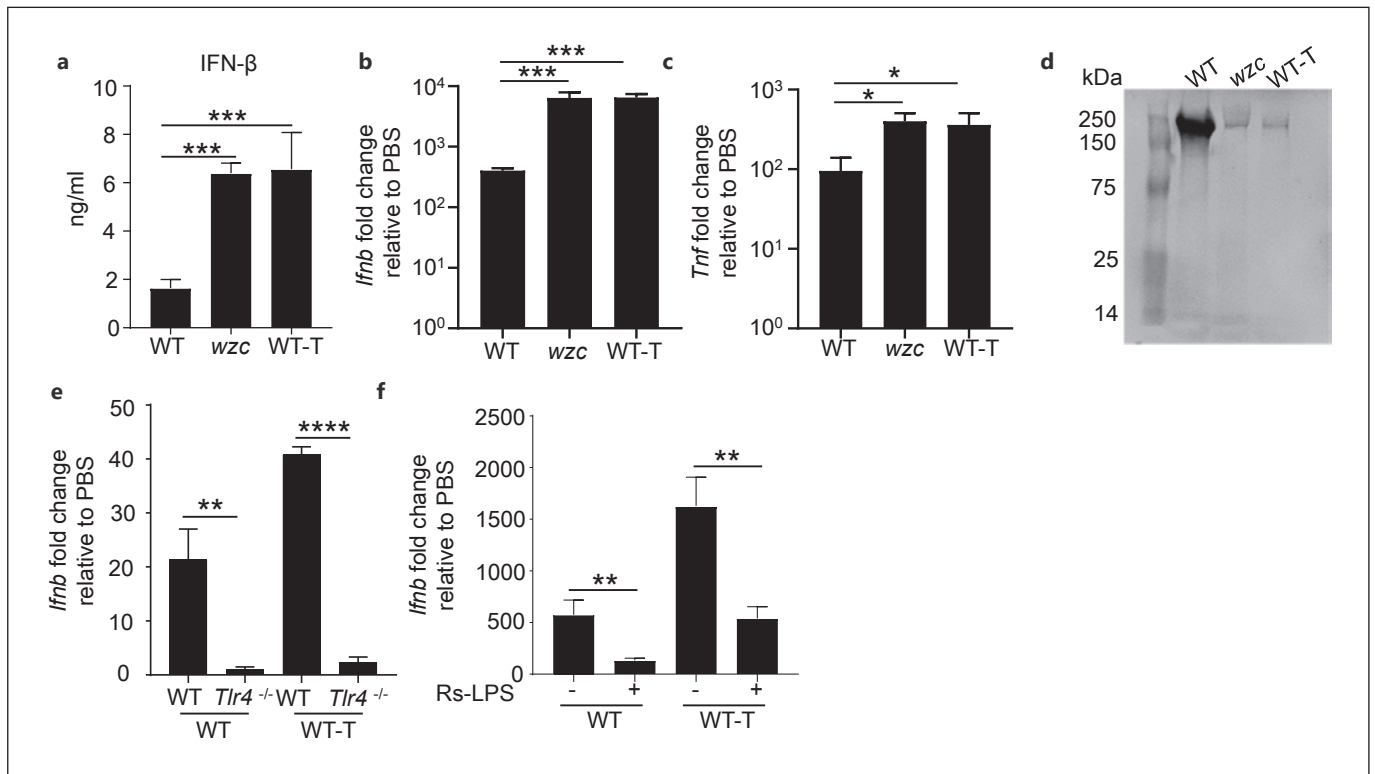 a
IFN-β
ng/ml
10
8
6
4
2
0
***
***
WT wzc WT-T
b
Ifnb fold change
relative to PBS
10⁴
10³
10²
10¹
10⁰
***
***
WT wzc WT-T
c
Tnf fold change
relative to PBS
10³
10²
10¹
10⁰
*
*
WT wzc WT-T
d
kDa
WT wzc WT-T
250
150
75
25
14
e
Ifnb fold change
relative to PBS
50
40
30
20
10
0
**
****
WT Tlr4 -/- WT Tlr4 -/-
WT WT-T
f
Ifnb fold change
relative to PBS
2500
2000
1500
1000
500
0
**
**
Rs-LPS - + - +
WT WT-T